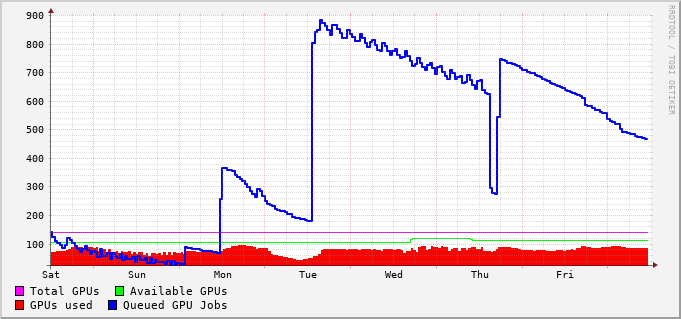 900
800
700
600
500
400
300
200
100
Sat Sun Mon Tue Wed Thu Fri
Total GPUs Available GPUs
GPUs used Queued GPU Jobs
RRDTOOL / TOBI OETIKER